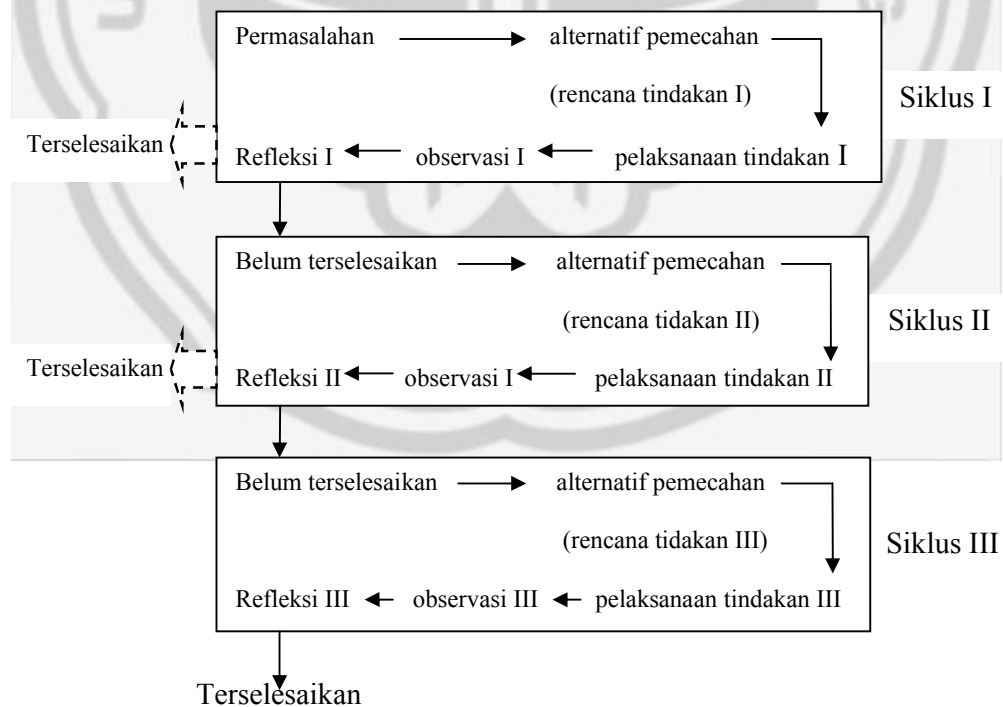 Permasalahan alternatif pemecahan
(rencana tindakan I)
Siklus I
Terselesaikan
Refleksi I observasi I pelaksanaan tindakan I
Belum terselesaikan alternatif pemecahan
(rencana tidakan II)
Siklus II
Terselesaikan
Refleksi II observasi I pelaksanaan tindakan II
Belum terselesaikan alternatif pemecahan
(rencana tidakan III)
Siklus III
Refleksi III observasi III pelaksanaan tindakan III
Terselesaikan